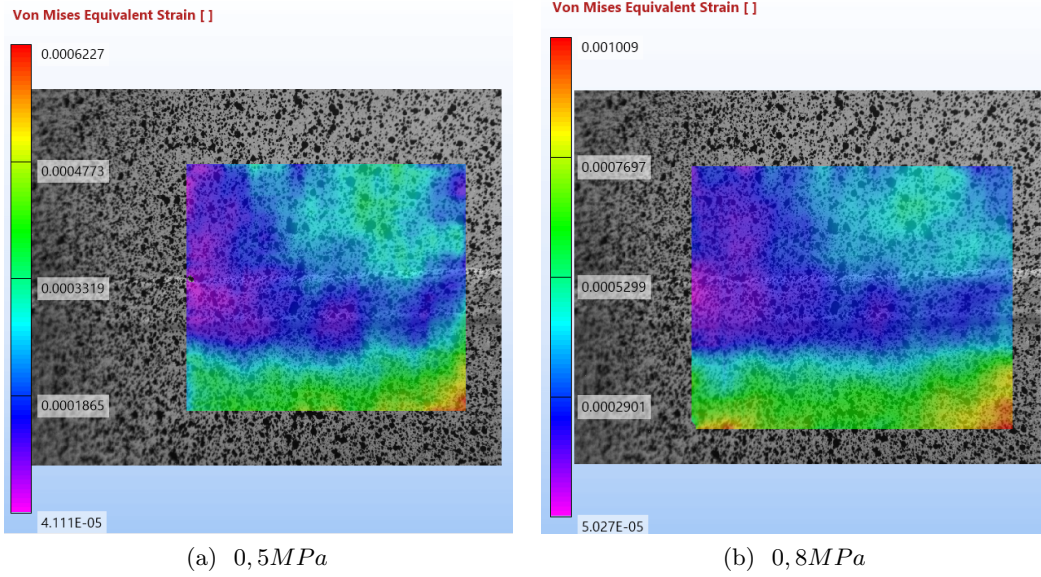 Von Mises Equivalent Strain [ ]
0.0006227
0.0004773
0.0003319
0.0001865
4.111E-05
(a) 0, 5MPa
Von Mises Equivalent Strain [ ]
0.001009
0.0007697
0.0005299
0.0002901
5.027E-05
(b) 0, 8MPa